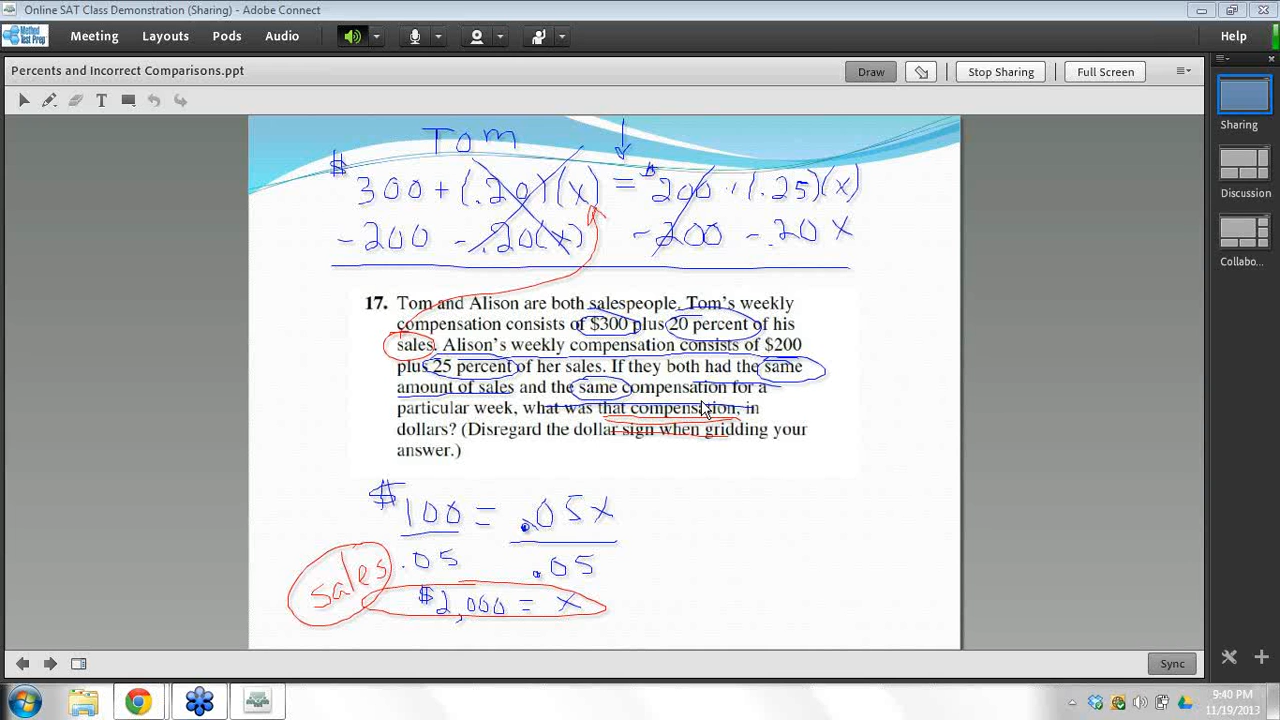 Online SAT Class Demonstration (Sharing) - Adobe Connect
Method Test Prep
Meeting Layouts Pods Audio Help
Percents and Incorrect Comparisons.ppt
Draw Stop Sharing Full Screen
Sharing
Discussion
Collabo...
Tom
$300 + (.20)(x) = $200 + (.25)(x)
-200 - .20(x) -200 -.20 x
17. Tom and Alison are both salespeople. Tom's weekly
compensation consists of $300 plus 20 percent of his
sales. Alison's weekly compensation consists of $200
plus 25 percent of her sales. If they both had the same
amount of sales and the same compensation for a
particular week, what was that compensation, in
dollars? (Disregard the dollar sign when gridding your
answer.)
$100 = .05x
.05 .05
sales $2,000 = x
Sync
9:40 PM
11/19/2013